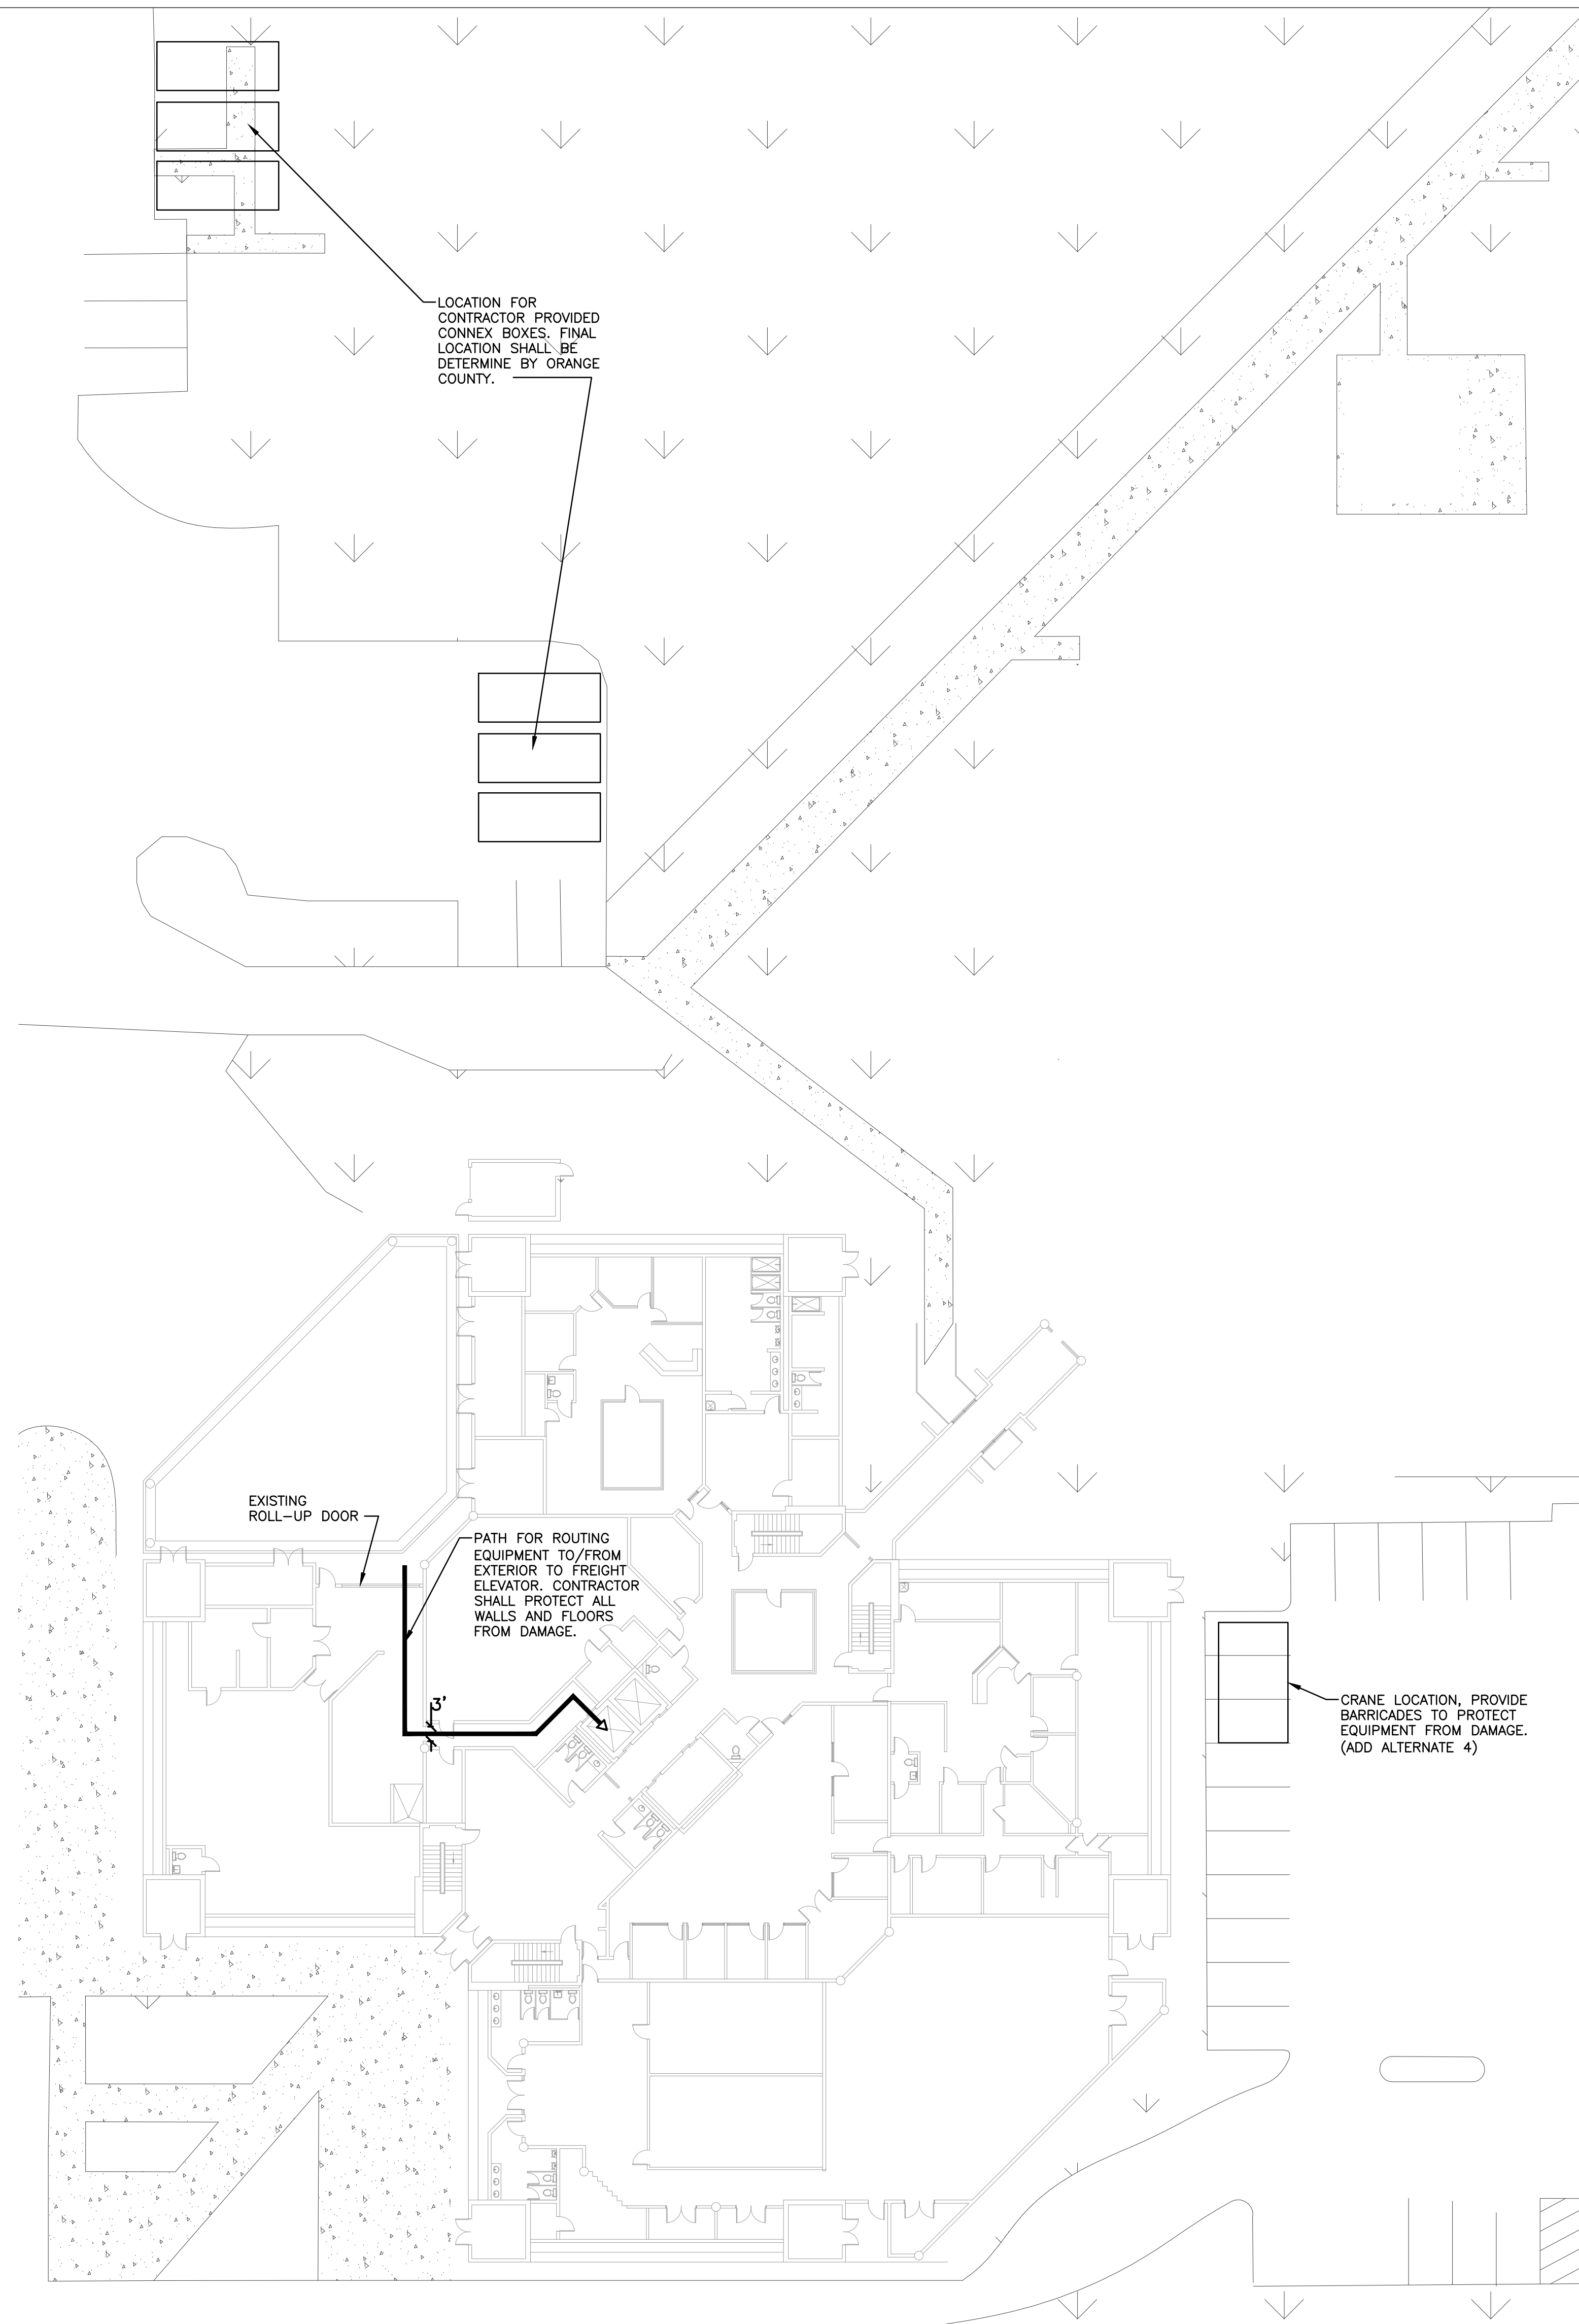 LOCATION FOR
CONTRACTOR PROVIDED
CONNEX BOXES. FINAL
LOCATION SHALL BE
DETERMINE BY ORANGE
COUNTY.
EXISTING
ROLL-UP DOOR
PATH FOR ROUTING
EQUIPMENT TO/FROM
EXTERIOR TO FREIGHT
ELEVATOR. CONTRACTOR
SHALL PROTECT ALL
WALLS AND FLOORS
FROM DAMAGE.
3'
CRANE LOCATION, PROVIDE
BARRICADES TO PROTECT
EQUIPMENT FROM DAMAGE.
(ADD ALTERNATE 4)